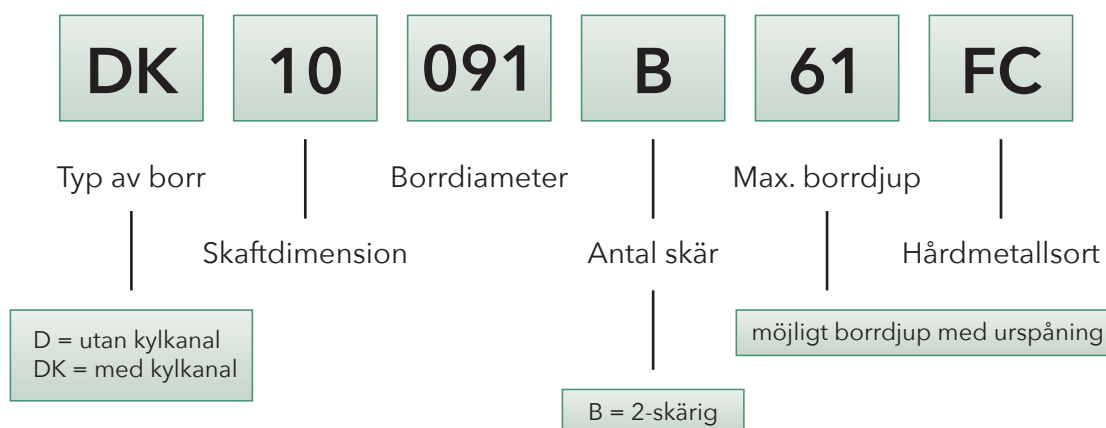 DK 10 091 B 61 FC
Typ av borr
Borrdiameter
Max. borrdjup
Skaftdimension
Antal skär
Hårdmetallsort
D = utan kylkanal
DK = med kylkanal
möjligt borrdjup med urspåning
B = 2-skärig